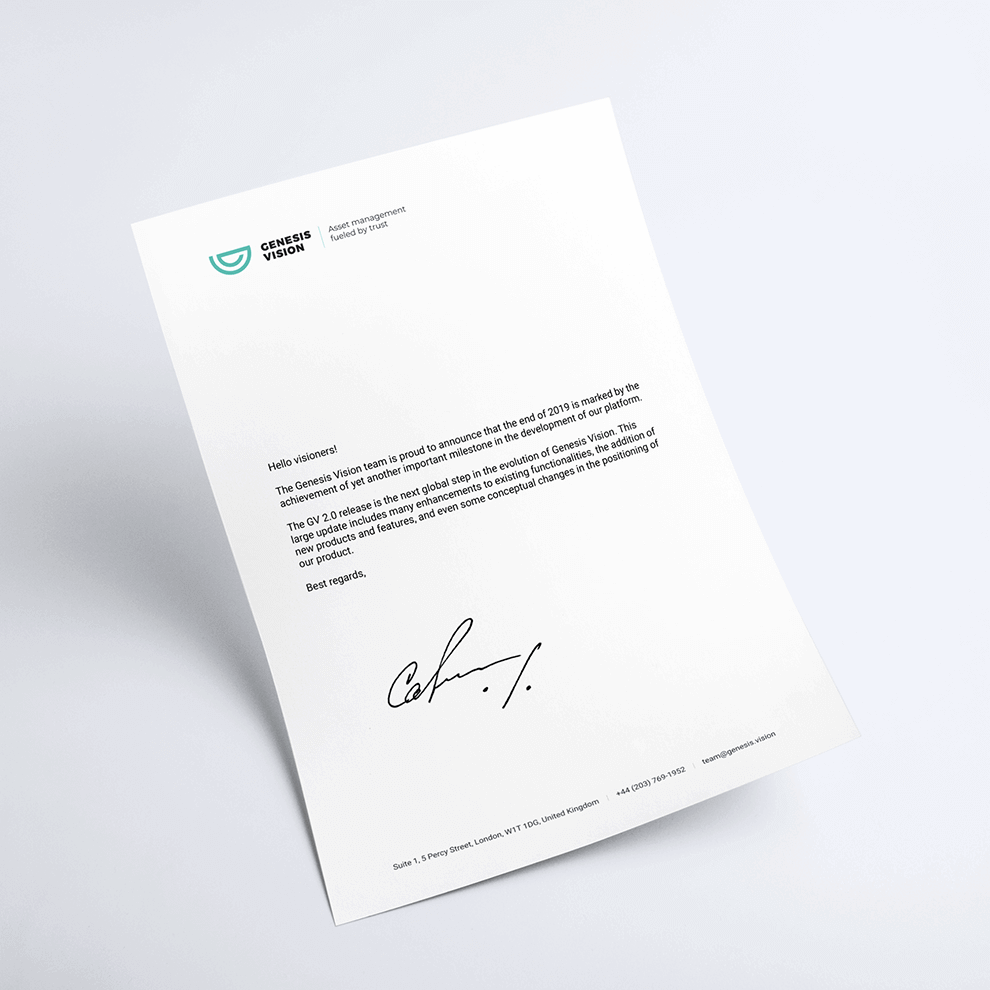 GENESIS
VISION
Asset management
fueled by trust
Hello visioners!
The Genesis Vision team is proud to announce that the end of 2019 is marked by the
achievement of yet another important milestone in the development of our platform.
The GV 2.0 release is the next global step in the evolution of Genesis Vision. This
large update includes many enhancements to existing functionalities, the addition of
new products and features, and even some conceptual changes in the positioning of
our product.
Best regards,
Suite 1, 5 Percy Street, London, W1T 1DG, United Kingdom | +44 (203) 769-1952 | team@genesis.vision